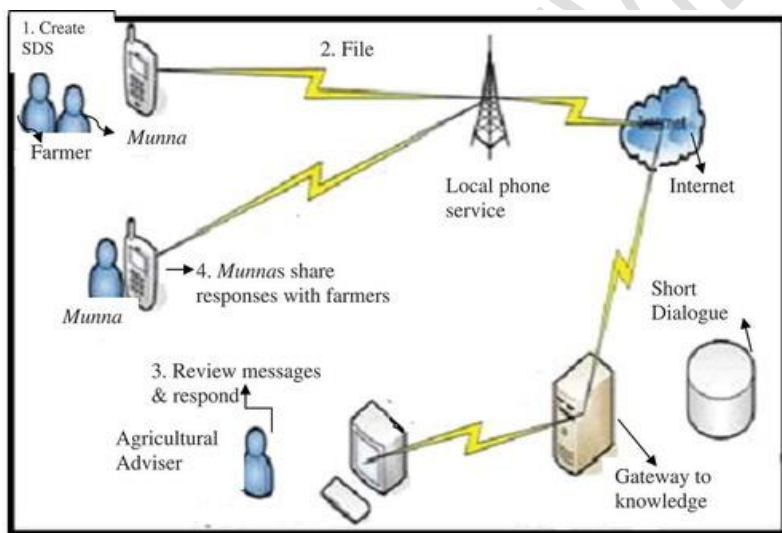 1. Create
SDS
2. File
Farmer
Munna
Local phone
service
Internet
Internet
Munna
4. Munnas share
responses with farmers
Short
Dialogue
3. Review messages
& respond
Agricultural
Adviser
Gateway to
knowledge